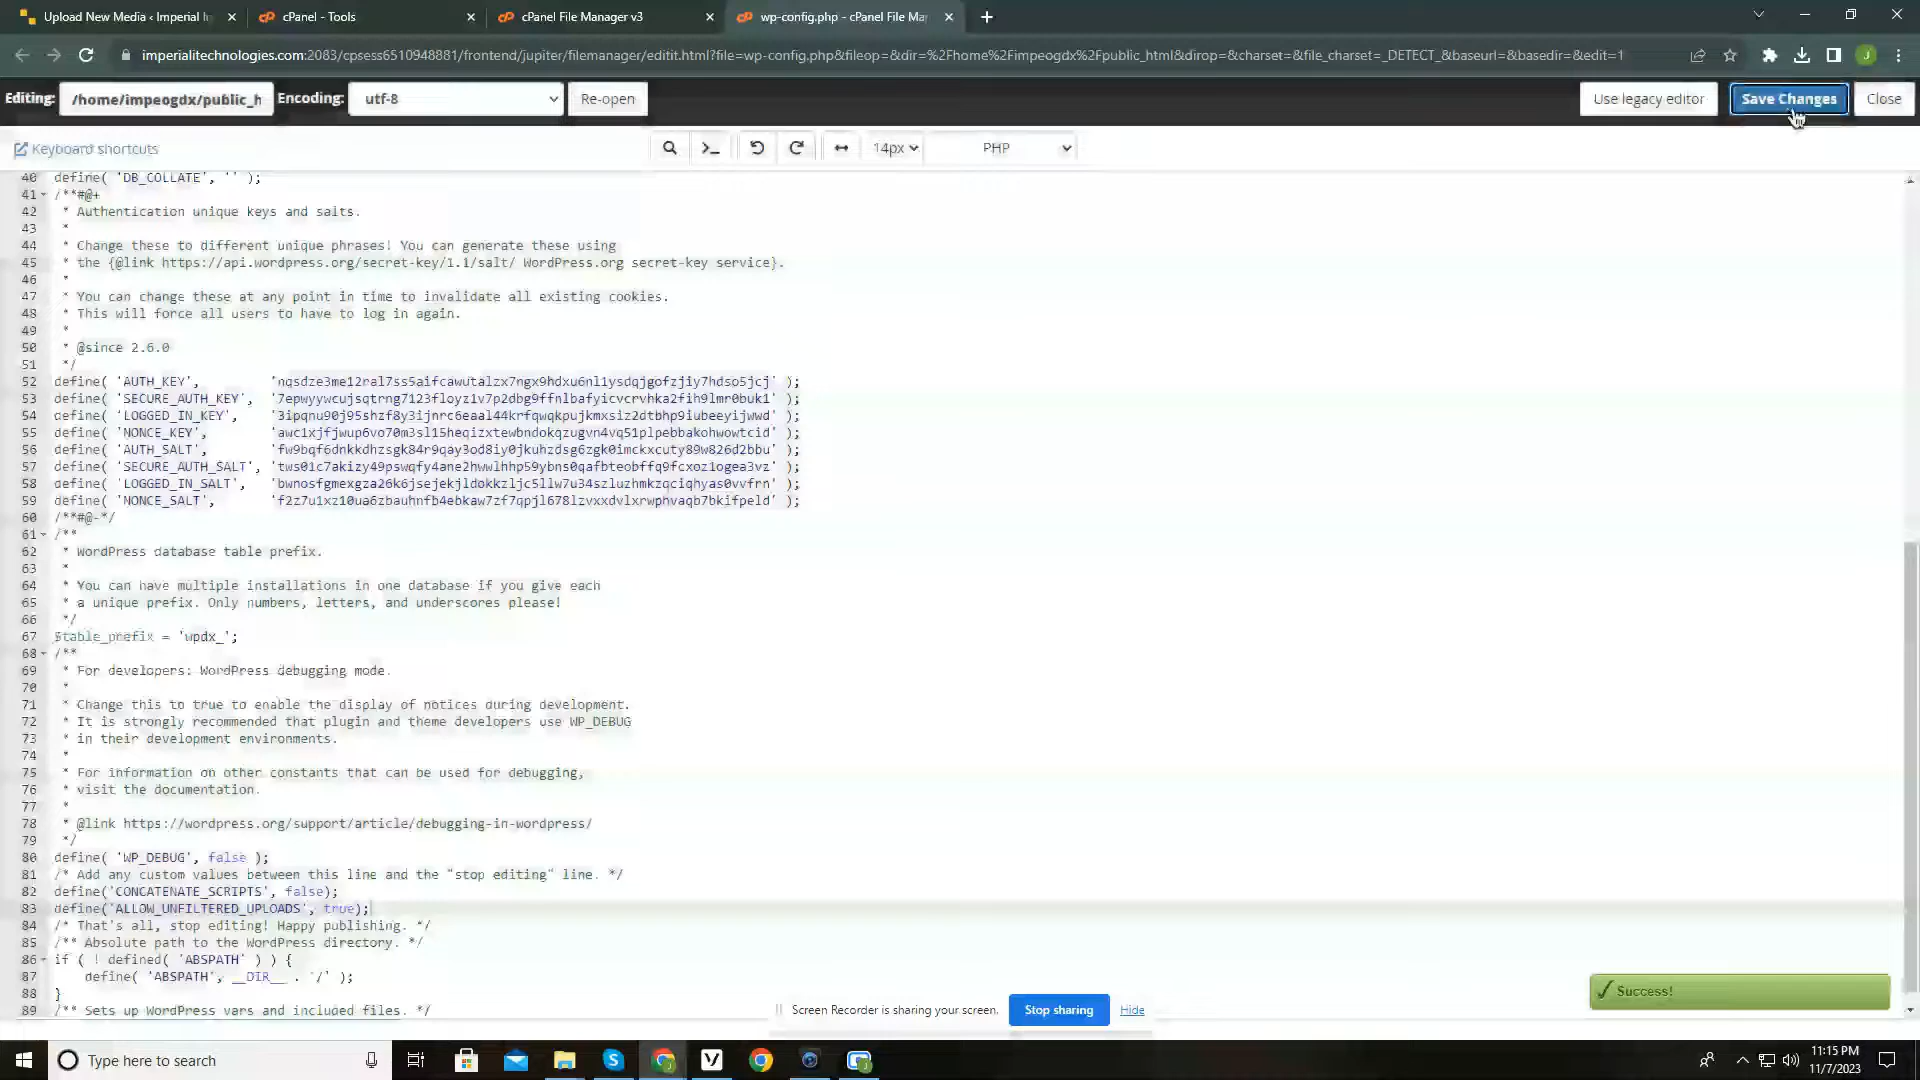 Upload New Media ‹ Imperial I
cPanel - Tools
cPanel File Manager v3
wp-config.php - cPanel File Ma
imperialitechnologies.com:2083/cpsess6510948881/frontend/jupiter/filemanager/editit.html?file=wp-config.php&fileop=&dir=%2Fhome%2Fimpeogdx%2Fpublic_html&dirop=&charset=&file_charset=_DETECT_&baseurl=&basedir=&edit=1
J
Editing: /home/impeogdx/public_h Encoding: utf-8 Re-open Use legacy editor Save Changes Close
Keyboard shortcuts 14px PHP
40 define( 'DB_COLLATE', '' );
41 /**#@+
42 * Authentication unique keys and salts.
43 *
44 * Change these to different unique phrases! You can generate these using
45 * the {@link https://api.wordpress.org/secret-key/1.1/salt/ WordPress.org secret-key service}.
46 *
47 * You can change these at any point in time to invalidate all existing cookies.
48 * This will force all users to have to log in again.
49 *
50 * @since 2.6.0
51 */
52 define( 'AUTH_KEY',
53 define( 'SECURE_AUTH_KEY',
54 define( 'LOGGED_IN_KEY',
55 define( 'NONCE_KEY',
56 define( 'AUTH_SALT',
57 define( 'SECURE_AUTH_SALT',
58 define( 'LOGGED_IN_SALT',
59 define( 'NONCE_SALT',
60 /**#@-*/
61 /**
62 * WordPress database table prefix.
63 *
64 * You can have multiple installations in one database if you give each
65 * a unique prefix. Only numbers, letters, and underscores please!
66 */
67 $table_prefix = 'wpdx_';
68 /**
69 * For developers: WordPress debugging mode.
70 *
71 * Change this to true to enable the display of notices during development.
72 * It is strongly recommended that plugin and theme developers use WP_DEBUG
73 * in their development environments.
74 *
75 * For information on other constants that can be used for debugging,
76 * visit the documentation.
77 *
78 * @link https://wordpress.org/support/article/debugging-in-wordpress/
79 */
80 define( 'WP_DEBUG', false );
81 /* Add any custom values between this line and the "stop editing" line. */
82 define('CONCATENATE_SCRIPTS', false);
83 define('ALLOW_UNFILTERED_UPLOADS', true);
84 /* That's all, stop editing! Happy publishing. */
85 /** Absolute path to the WordPress directory. */
86 if ( ! defined( 'ABSPATH' ) ) {
87 define( 'ABSPATH', __DIR__ . '/' );
88 }
89 /** Sets up WordPress vars and included files. */
Success!
Screen Recorder is sharing your screen. Stop sharing Hide
Type here to search
11:15 PM
11/7/2023